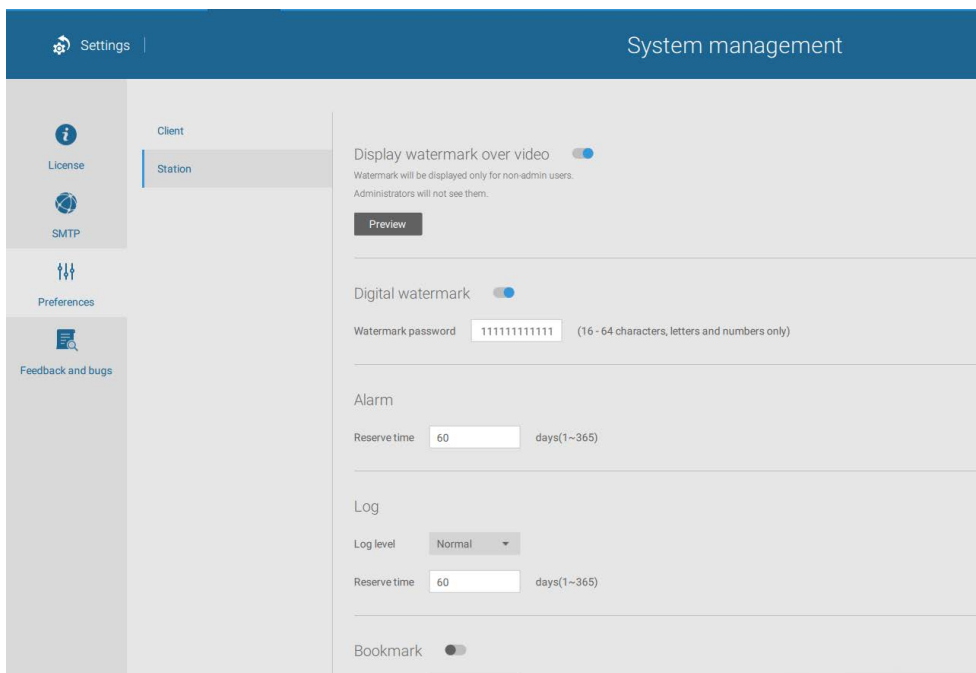 Settings
System management
License
SMTP
Preferences
Feedback and bugs
Client
Station
Display watermark over video
Watermark will be displayed only for non-admin users.
Administrators will not see them.
Preview
Digital watermark
Watermark password 111111111111 (16 - 64 characters, letters and numbers only)
Alarm
Reserve time 60 days(1~365)
Log
Log level Normal
Reserve time 60 days(1~365)
Bookmark